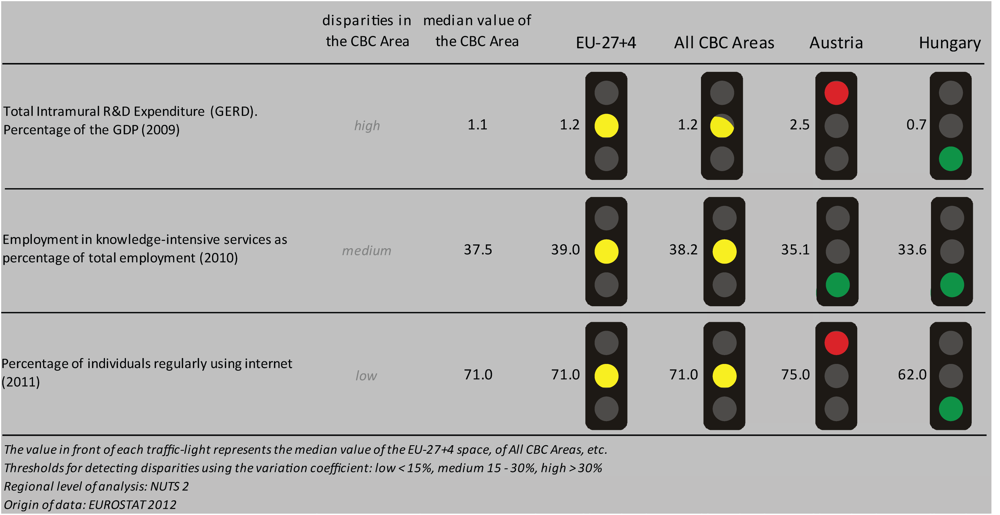 disparities in median value of
the CBC Area the CBC Area EU-27+4 All CBC Areas Austria Hungary
Total Intramural R&D Expenditure (GERD).
Percentage of the GDP (2009)
high 1.1 1.2 1.2 2.5 0.7
Employment in knowledge-intensive services as
percentage of total employment (2010)
medium 37.5 39.0 38.2 35.1 33.6
Percentage of individuals regularly using internet
(2011)
low 71.0 71.0 71.0 75.0 62.0
The value in front of each traffic-light represents the median value of the EU-27+4 space, of All CBC Areas, etc.
Thresholds for detecting disparities using the variation coefficient: low < 15%, medium 15 - 30%, high > 30%
Regional level of analysis: NUTS 2
Origin of data: EUROSTAT 2012